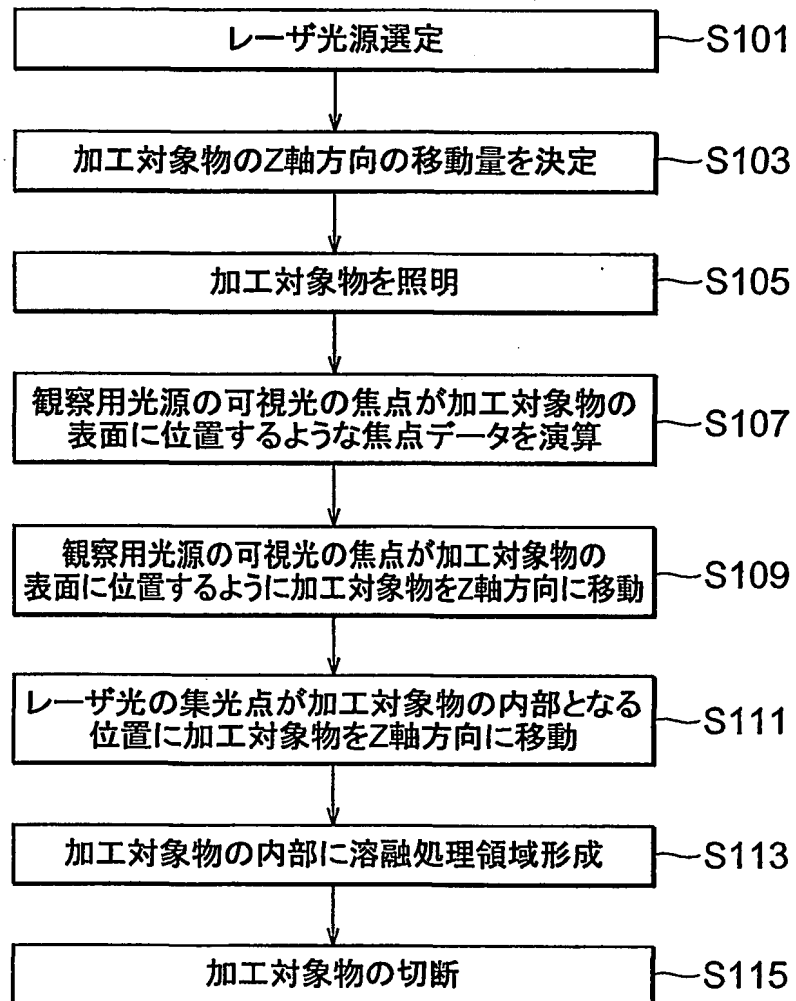 レーザ光源選定
S101
加工対象物のZ軸方向の移動量を決定
S103
加工対象物を照明
S105
観察用光源の可視光の焦点が加工対象物の
表面に位置するような焦点データを演算
S107
観察用光源の可視光の焦点が加工対象物の
表面に位置するように加工対象物をZ軸方向に移動
S109
レーザ光の集光点が加工対象物の内部となる
位置に加工対象物をZ軸方向に移動
S111
加工対象物の内部に溶融処理領域形成
S113
加工対象物の切断
S115